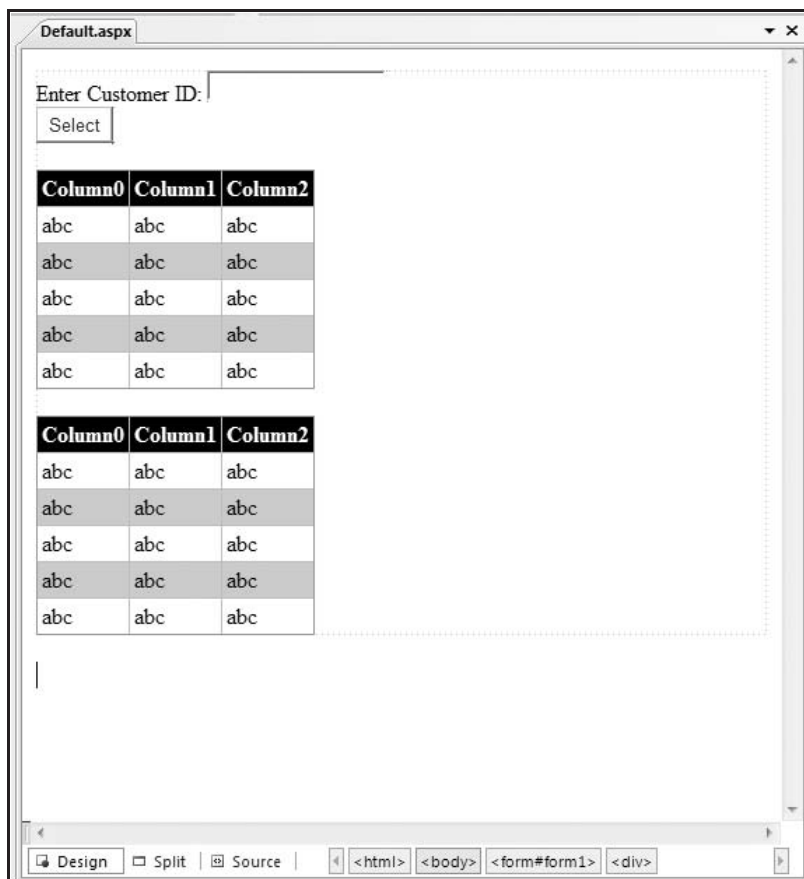 Default.aspx
Enter Customer ID:
Select
Column0 Column1 Column2
abc abc abc
abc abc abc
abc abc abc
abc abc abc
abc abc abc
Column0 Column1 Column2
abc abc abc
abc abc abc
abc abc abc
abc abc abc
abc abc abc
Design Split Source <html> <body> <form#form1> <div>